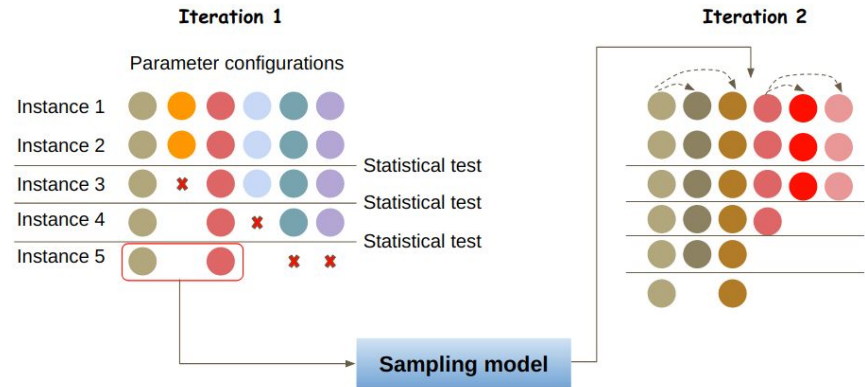 Iteration 1
Iteration 2
Parameter configurations
Instance 1
Instance 2
Statistical test
Instance 3
Statistical test
Instance 4
Statistical test
Instance 5
Sampling model